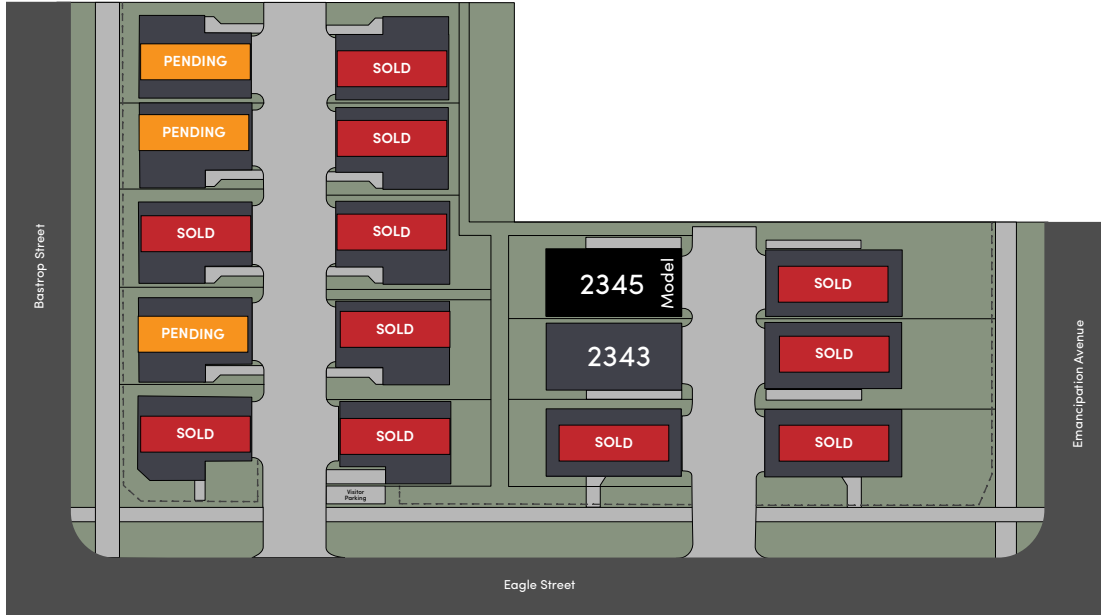 PENDING
SOLD
PENDING
SOLD
SOLD
SOLD
PENDING
SOLD
SOLD
SOLD
2345
Model
SOLD
2343
SOLD
SOLD
SOLD
Visitor
Parking
Bastrop Street
Emancipation Avenue
Eagle Street